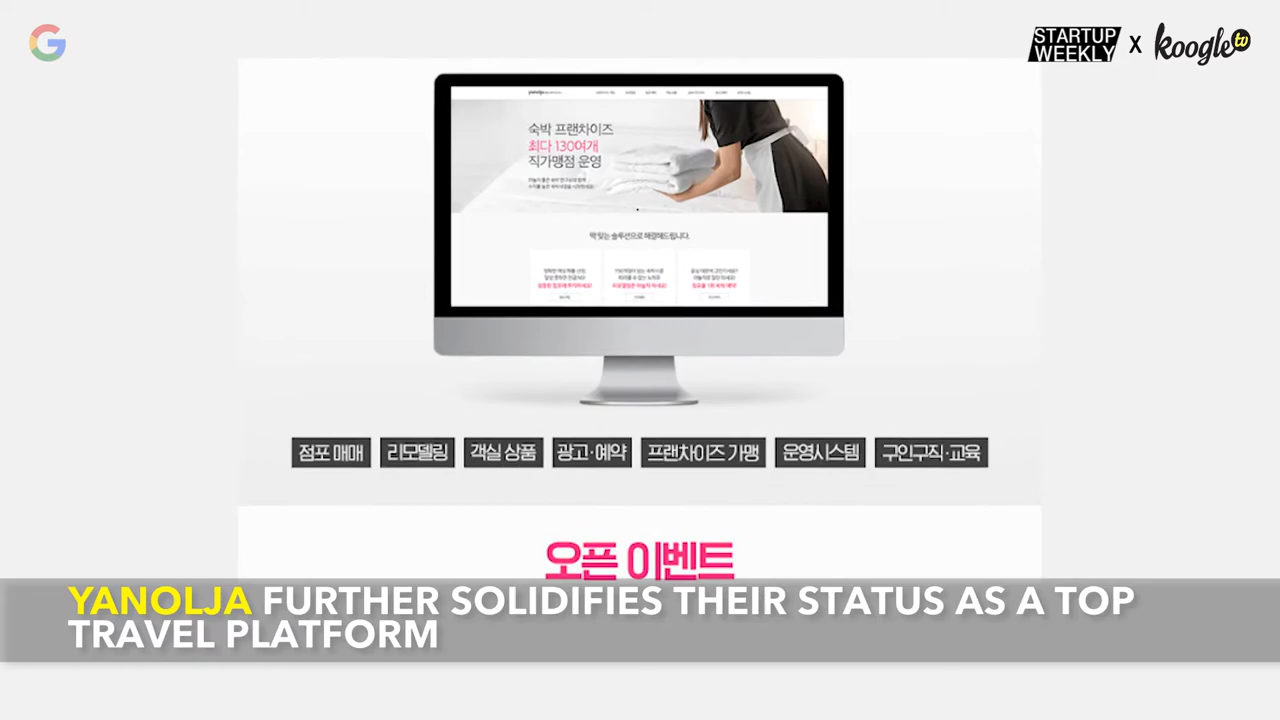 STARTUP
WEEKLY
X
koogle tv
yanolja
숙박 프랜차이즈
최다 130여개
직가맹점 운영
딱 맞는 솔루션으로 해결해드립니다.
점포 매매
리모델링
객실 상품
광고·예약
프랜차이즈 가맹
운영시스템
구인구직·교육
오픈 이벤트
YANOLJA FURTHER SOLIDIFIES THEIR STATUS AS A TOP
TRAVEL PLATFORM